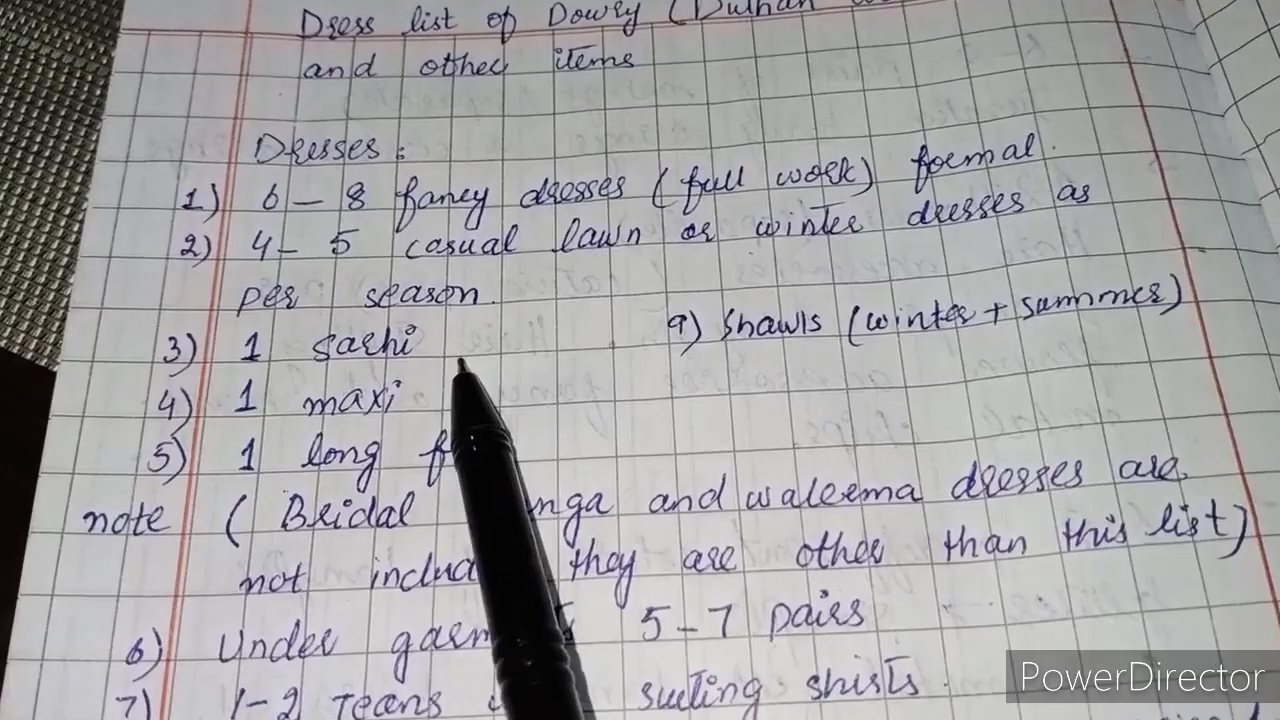 Dress list of Dowry (Dulhan
and other items
Dresses:
1) 6 - 8 fancy dresses (full work) formal.
2) 4 - 5 casual lawn or winter dresses as
per season.
3) 1 sarhi
9) Shawls (winter + summer)
4) 1 maxi
5) 1 long
note ( Bridal and waleema dresses are
not they are other than this list)
6) Under 5-7 pairs
7) 1-2 Jeans suiting shirts.
PowerDirector